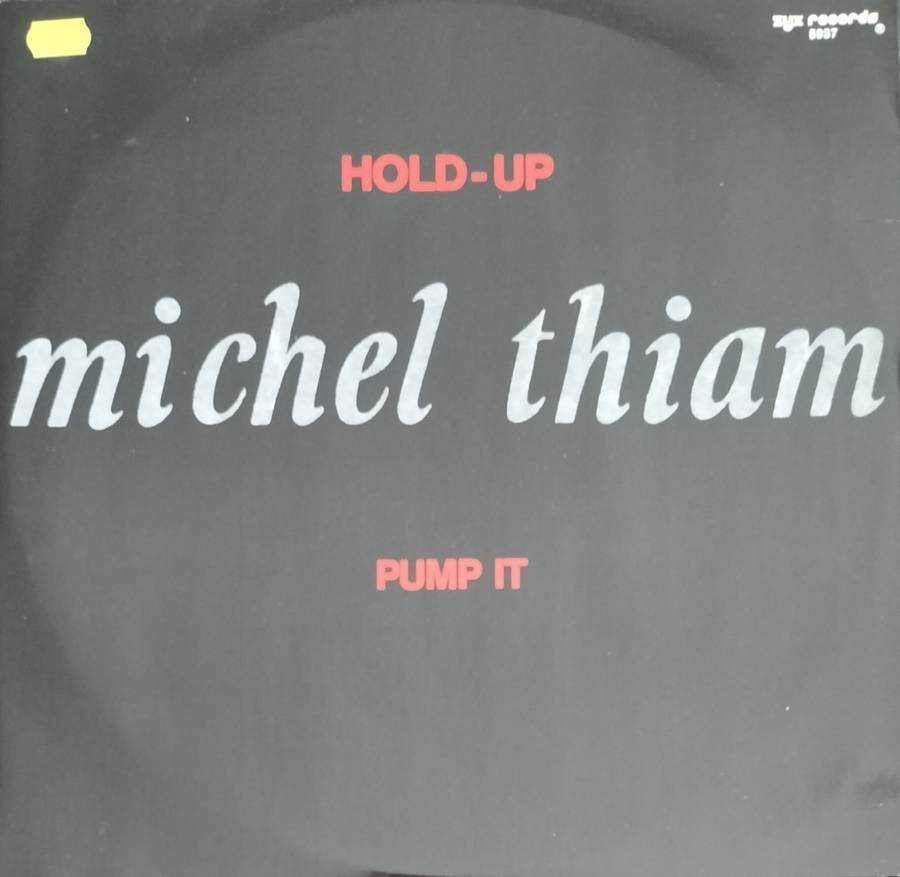 zyx records
5037
HOLD-UP
michel thiam
PUMP IT